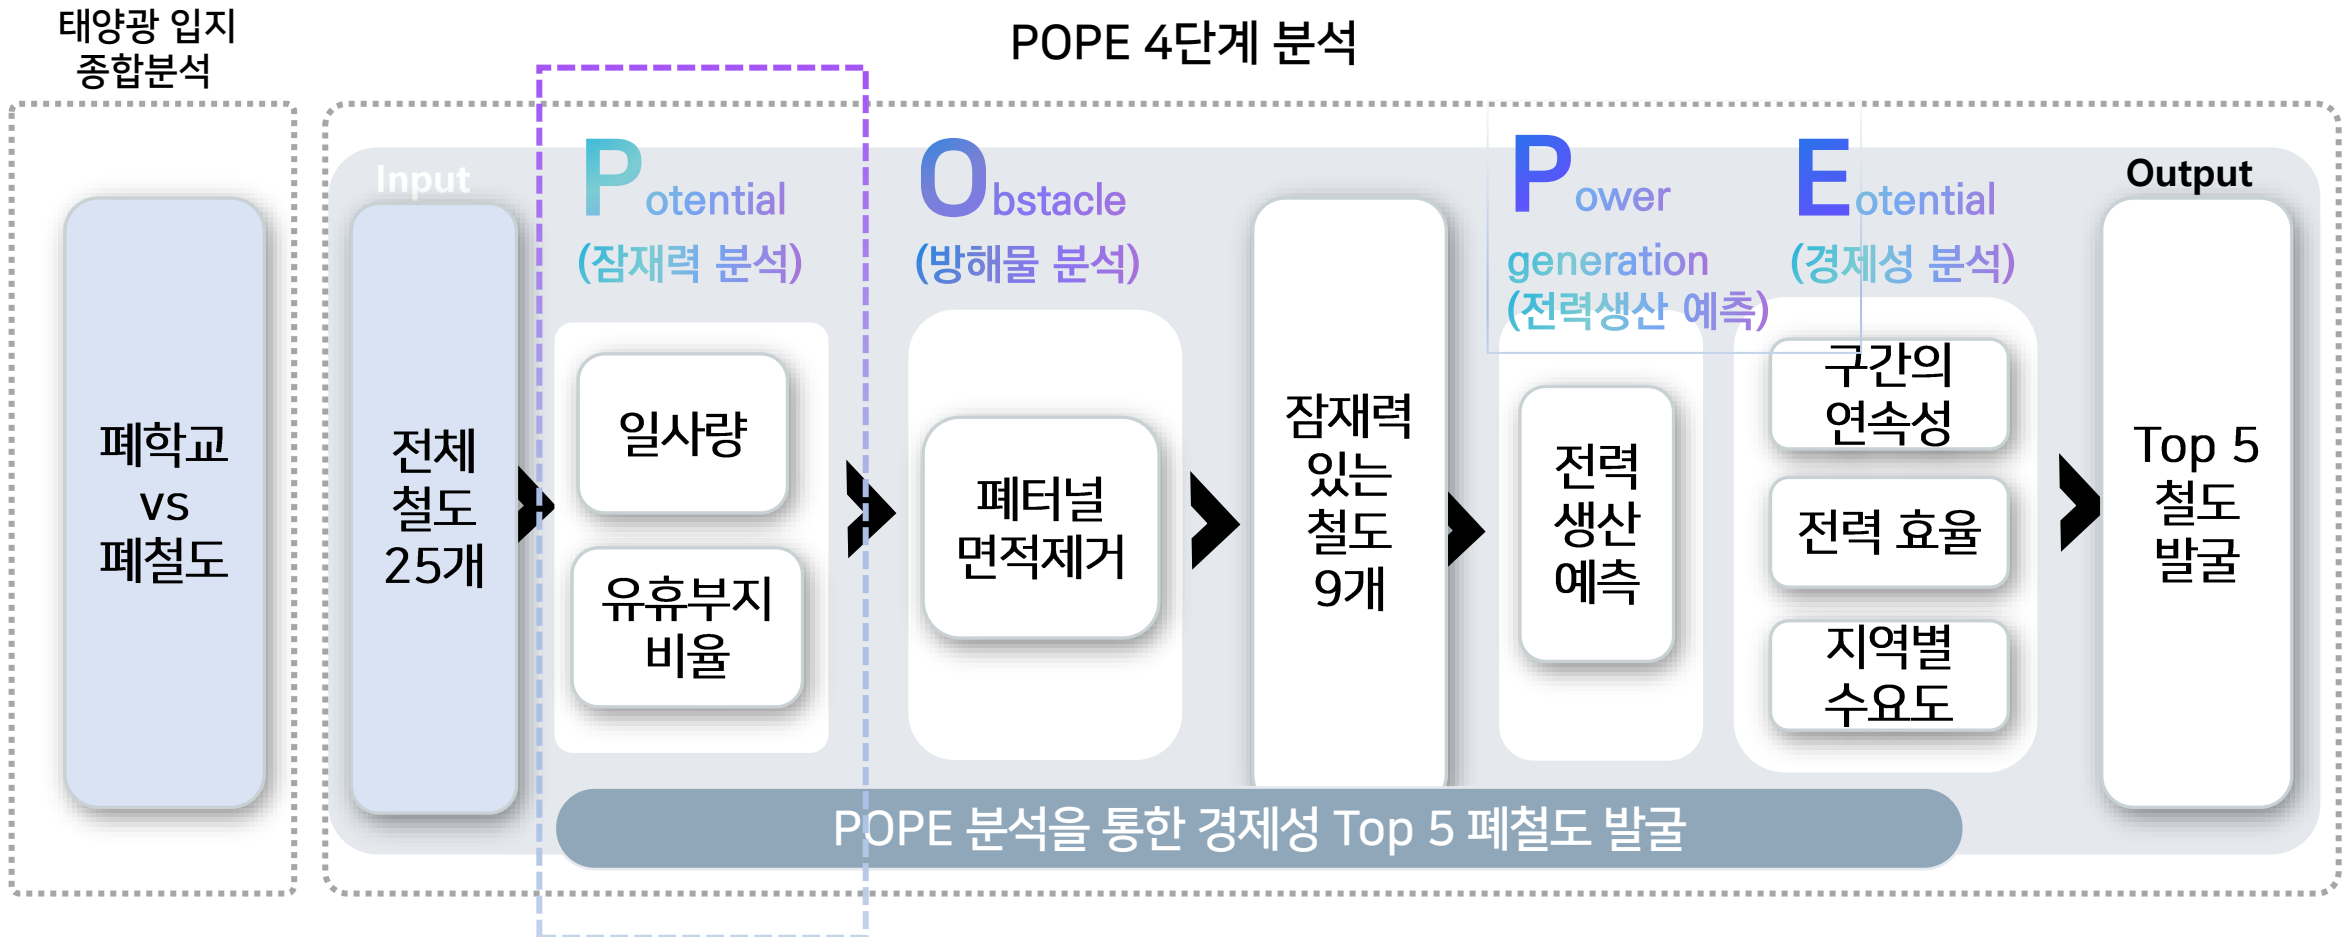 태양광 입지
종합분석
POPE 4단계 분석
폐학교
vs
폐철도
Input
전체
철도
25개
Potential
(잠재력 분석)
일사량
유휴부지
비율
Obstacle
(방해물 분석)
폐터널
면적제거
잠재력
있는
철도
9개
Power
generation
(전력생산 예측)
전력
생산
예측
Eotential
(경제성 분석)
구간의
연속성
전력 효율
지역별
수요도
Output
Top 5
철도
발굴
POPE 분석을 통한 경제성 Top 5 폐철도 발굴